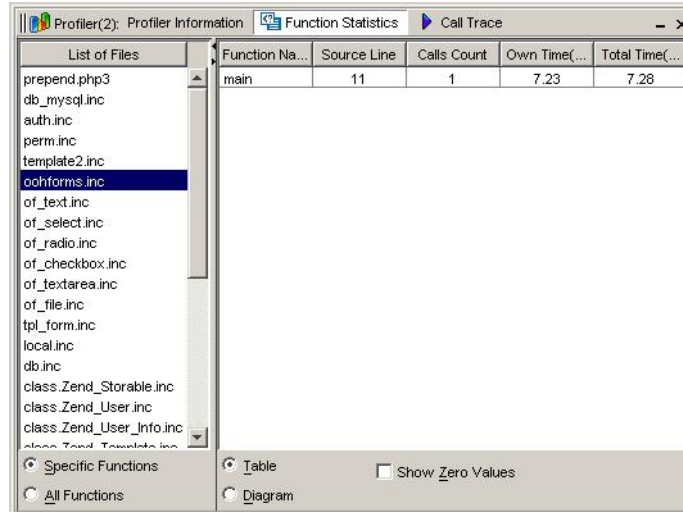 Profiler(2): Profiler Information Function Statistics Call Trace
List of Files
prepend.php3
db_mysql.inc
auth.inc
perm.inc
template2.inc
oohforms.inc
of_text.inc
of_select.inc
of_radio.inc
of_checkbox.inc
of_textarea.inc
of_file.inc
tpl_form.inc
local.inc
db.inc
class.Zend_Storable.inc
class.Zend_User.inc
class.Zend_User_Info.inc
class.Zend_Template.inc
Specific Functions
All Functions
Function Na... Source Line Calls Count Own Time(... Total Time(...
main 11 1 7.23 7.28
Table
Diagram
Show Zero Values